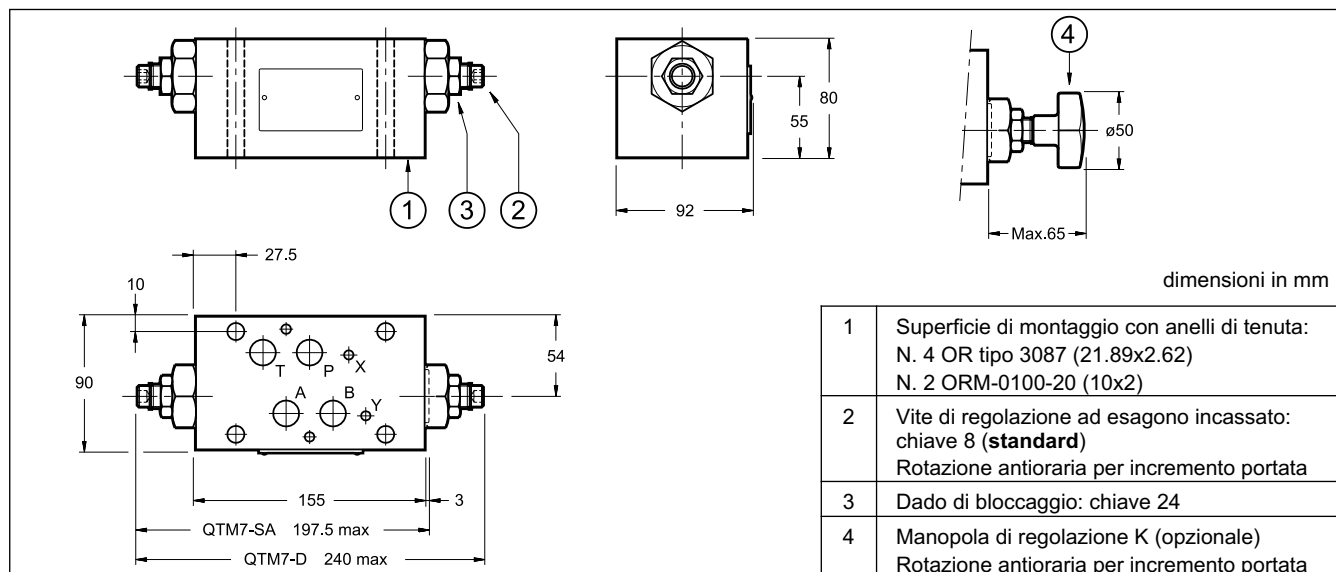 4
80
55
ø50
1
3
2
92
Max.65
27.5
10
dimensioni in mm
90
54
T
P
X
A
B
Y
155
3
QTM7-SA 197.5 max
QTM7-D 240 max
1
Superficie di montaggio con anelli di tenuta:
N. 4 OR tipo 3087 (21.89x2.62)
N. 2 ORM-0100-20 (10x2)
2
Vite di regolazione ad esagono incassato:
chiave 8 (standard)
Rotazione antioraria per incremento portata
3
Dado di bloccaggio: chiave 24
4
Manopola di regolazione K (opzionale)
Rotazione antioraria per incremento portata